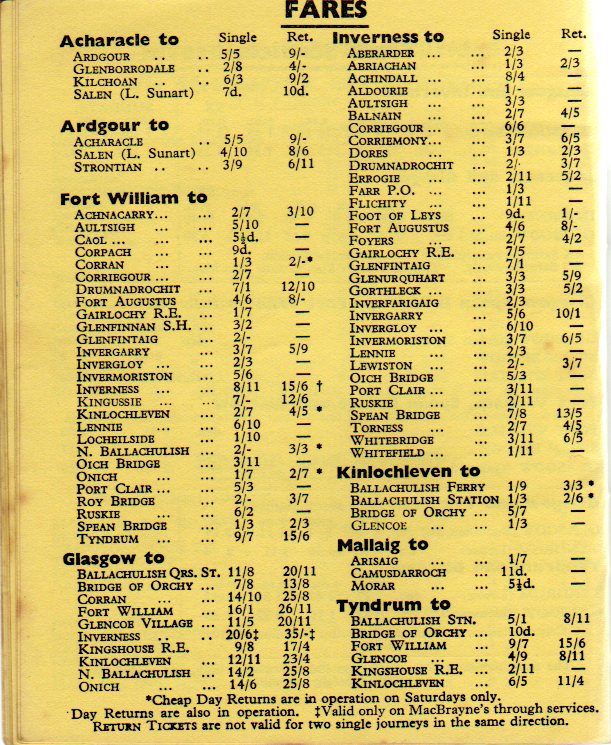 FARES
Acharacle to Single Ret.
ARDGOUR .. .. 5/5 9/-
GLENBORRODALE .. 2/8 4/-
KILCHOAN .. .. 6/3 9/2
SALEN (L. Sunart) 7d. 10d.
Ardgour to
ACHARACLE .. 5/5 9/-
SALEN (L. Sunart) 4/10 8/6
STRONTIAN .. .. 3/9 6/11
Fort William to
ACHNACARRY... ... 2/7 3/10
AULTSIGH ... ... 5/10 —
CAOL ... ... ... 5½d. —
CORPACH ... ... 9d. —
CORRAN ... ... 1/3 2/-*
CORRIEGOUR ... ... 2/7 —
DRUMNADROCHIT ... 7/1 12/10
FORT AUGUSTUS ... 4/6 8/-
GAIRLOCHY R.E. ... 1/7 —
GLENFINNAN S.H. ... 3/2 —
GLENFINTAIG ... 2/- —
INVERGARRY ... 3/7 5/9
INVERGLOY ... ... 2/3 —
INVERMORISTON ... 5/6 —
INVERNESS ... ... 8/11 15/6 †
KINGUSSIE ... ... 7/- 12/6
KINLOCHLEVEN ... 2/7 4/5 *
LENNIE ... ... 6/10 —
LOCHEILSIDE ... 1/10 —
N. BALLACHULISH ... 2/- 3/3 *
OICH BRIDGE ... 3/11 —
ONICH ... ... 1/7 2/7 *
PORT CLAIR ... ... 5/3 —
ROY BRIDGE ... 2/- 3/7
RUSKIE ... ... 6/2 —
SPEAN BRIDGE ... 1/3 2/3
TYNDRUM ... ... 9/7 15/6
Glasgow to
BALLACHULISH QRS. ST. 11/8 20/11
BRIDGE OF ORCHY ... 7/8 13/8
CORRAN ... ... 14/10 25/8
FORT WILLIAM ... 16/1 26/11
GLENCOE VILLAGE ... 11/5 20/11
INVERNESS .. .. 20/6‡ 35/-‡
KINGSHOUSE R.E. 9/8 17/4
KINLOCHLEVEN ... 12/11 23/4
N. BALLACHULISH ... 14/2 25/8
ONICH ... ... 14/6 25/8
Inverness to Single Ret.
ABERARDER ... ... 2/3 —
ABRIACHAN ... 1/3 2/3
ACHINDALL ... ... 8/4 —
ALDOURIE ... 1/- —
AULTSIGH ... 3/3 —
BALNAIN ... ... 2/7 4/5
CORRIEGOUR ... ... 6/6 —
CORRIEMONY... ... 3/7 6/5
DORES ... ... 1/3 2/3
DRUMNADROCHIT ... 2/- 3/7
ERROGIE ... ... 2/11 5/2
FARR P.O. ... ... 1/3 —
FLICHITY ... ... 1/11 —
FOOT OF LEYS ... 9d. 1/-
FORT AUGUSTUS ... 4/6 8/-
FOYERS ... ... 2/7 4/2
GAIRLOCHY R.E. ... 7/5 —
GLENFINTAIG ... 7/1 —
GLENURQUHART ... 3/3 5/9
GORTHLECK ... ... 3/3 5/2
INVERFARIGAIG ... 2/3 —
INVERGARRY ... 5/6 10/1
INVERGLOY ... ... 6/10 —
INVERMORISTON ... 3/7 6/5
LENNIE ... ... 2/3 —
LEWISTON ... ... 2/- 3/7
OICH BRIDGE ... 5/3 —
PORT CLAIR ... ... 3/11 —
RUSKIE ... ... 2/11 —
SPEAN BRIDGE ... 7/8 13/5
TORNESS ... ... 2/7 4/5
WHITEBRIDGE ... 3/11 6/5
WHITEFIELD ... ... 1/11 —
Kinlochleven to
BALLACHULISH FERRY 1/9 3/3 *
BALLACHULISH STATION 1/3 2/6 *
BRIDGE OF ORCHY ... 5/7 —
GLENCOE ... ... 1/3 —
Mallaig to
ARISAIG ... ... 1/7 —
CAMUSDARROCH ... 11d. —
MORAR ... ... 5½d. —
Tyndrum to
BALLACHULISH STN. 5/1 8/11
BRIDGE OF ORCHY ... 10d. —
FORT WILLIAM ... 9/7 15/6
GLENCOE ... ... 4/9 8/11
KINGSHOUSE R.E. ... 2/11 —
KINLOCHLEVEN ... 6/5 11/4
*Cheap Day Returns are in operation on Saturdays only.
Day Returns are also in operation. ‡Valid only on MacBrayne's through services.
RETURN TICKETS are not valid for two single journeys in the same direction.